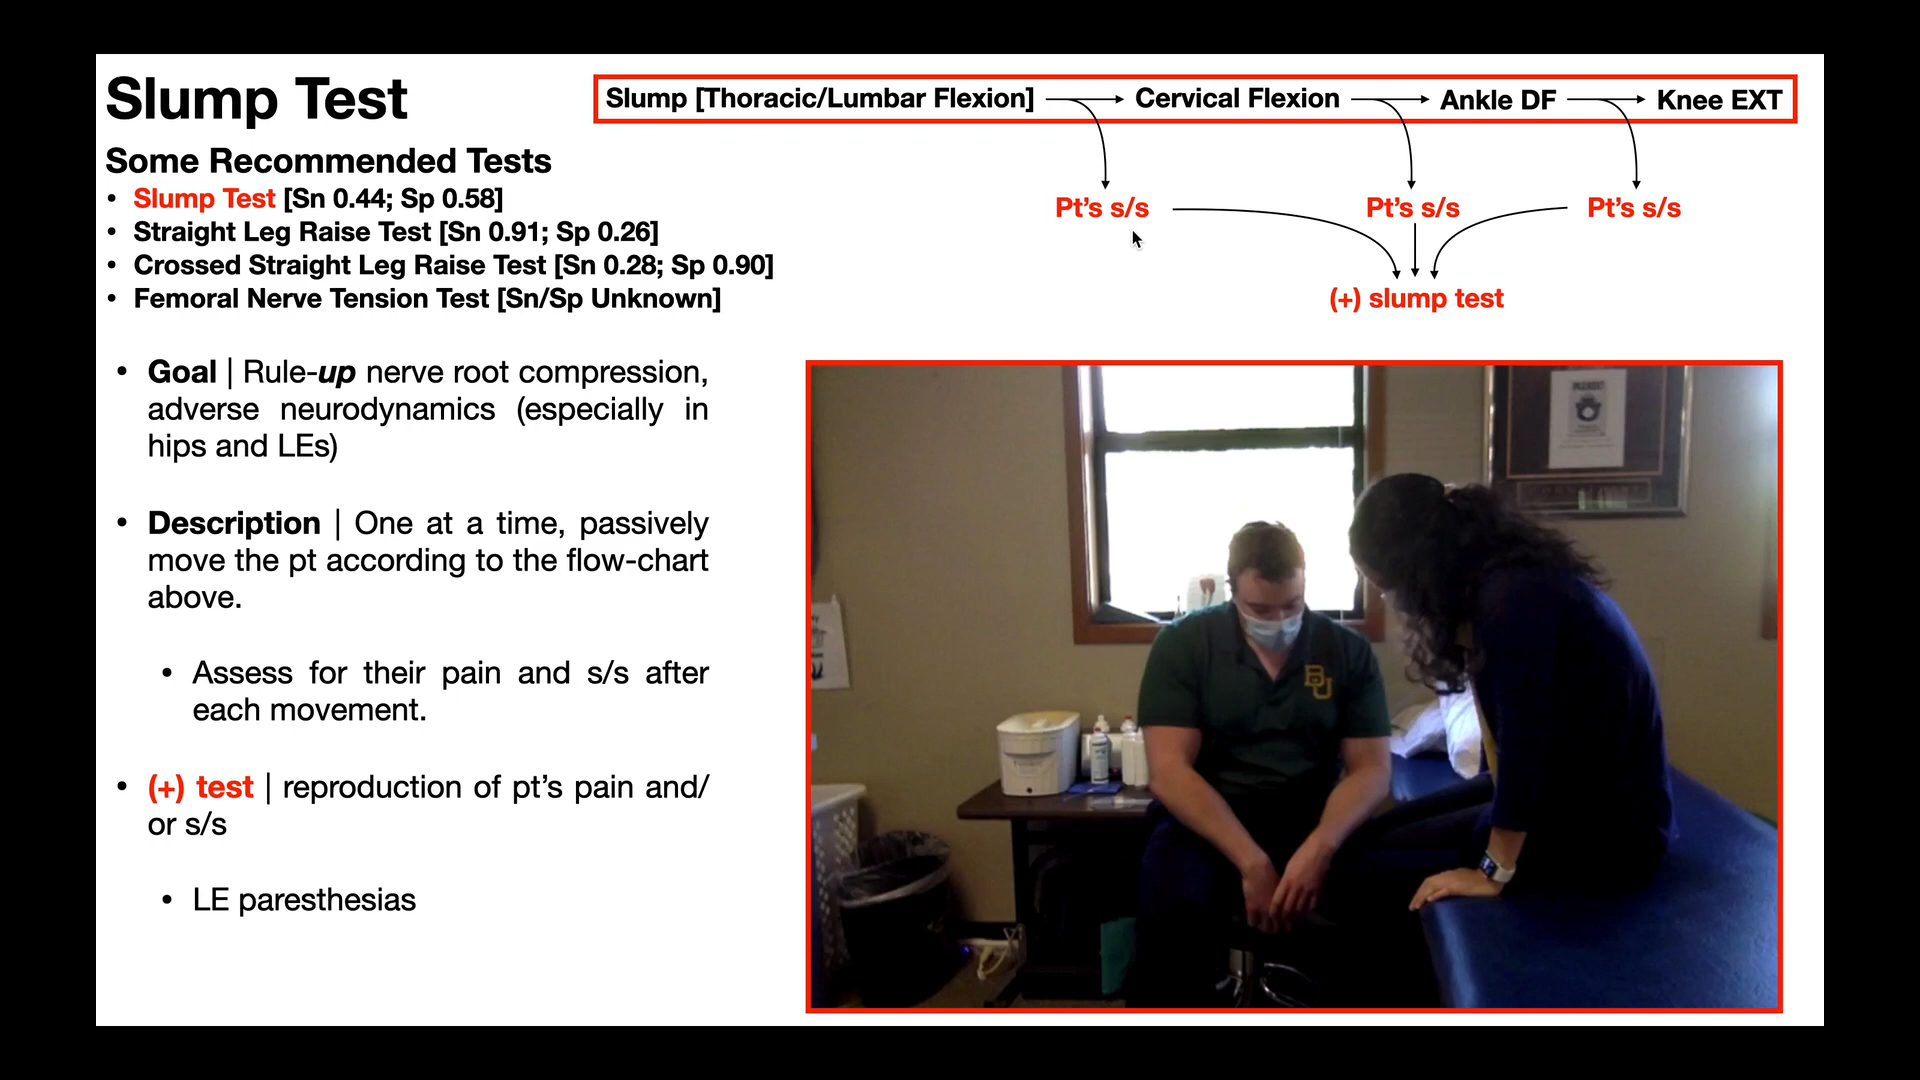 Slump Test
Slump [Thoracic/Lumbar Flexion]
Cervical Flexion
Ankle DF
Knee EXT
Pt’s s/s
Pt’s s/s
Pt’s s/s
(+) slump test
Some Recommended Tests
• Slump Test [Sn 0.44; Sp 0.58]
• Straight Leg Raise Test [Sn 0.91; Sp 0.26]
• Crossed Straight Leg Raise Test [Sn 0.28; Sp 0.90]
• Femoral Nerve Tension Test [Sn/Sp Unknown]
• Goal | Rule-up nerve root compression,
adverse neurodynamics (especially in
hips and LEs)
• Description | One at a time, passively
move the pt according to the flow-chart
above.
• Assess for their pain and s/s after
each movement.
• (+) test | reproduction of pt’s pain and/
or s/s
• LE paresthesias
BU